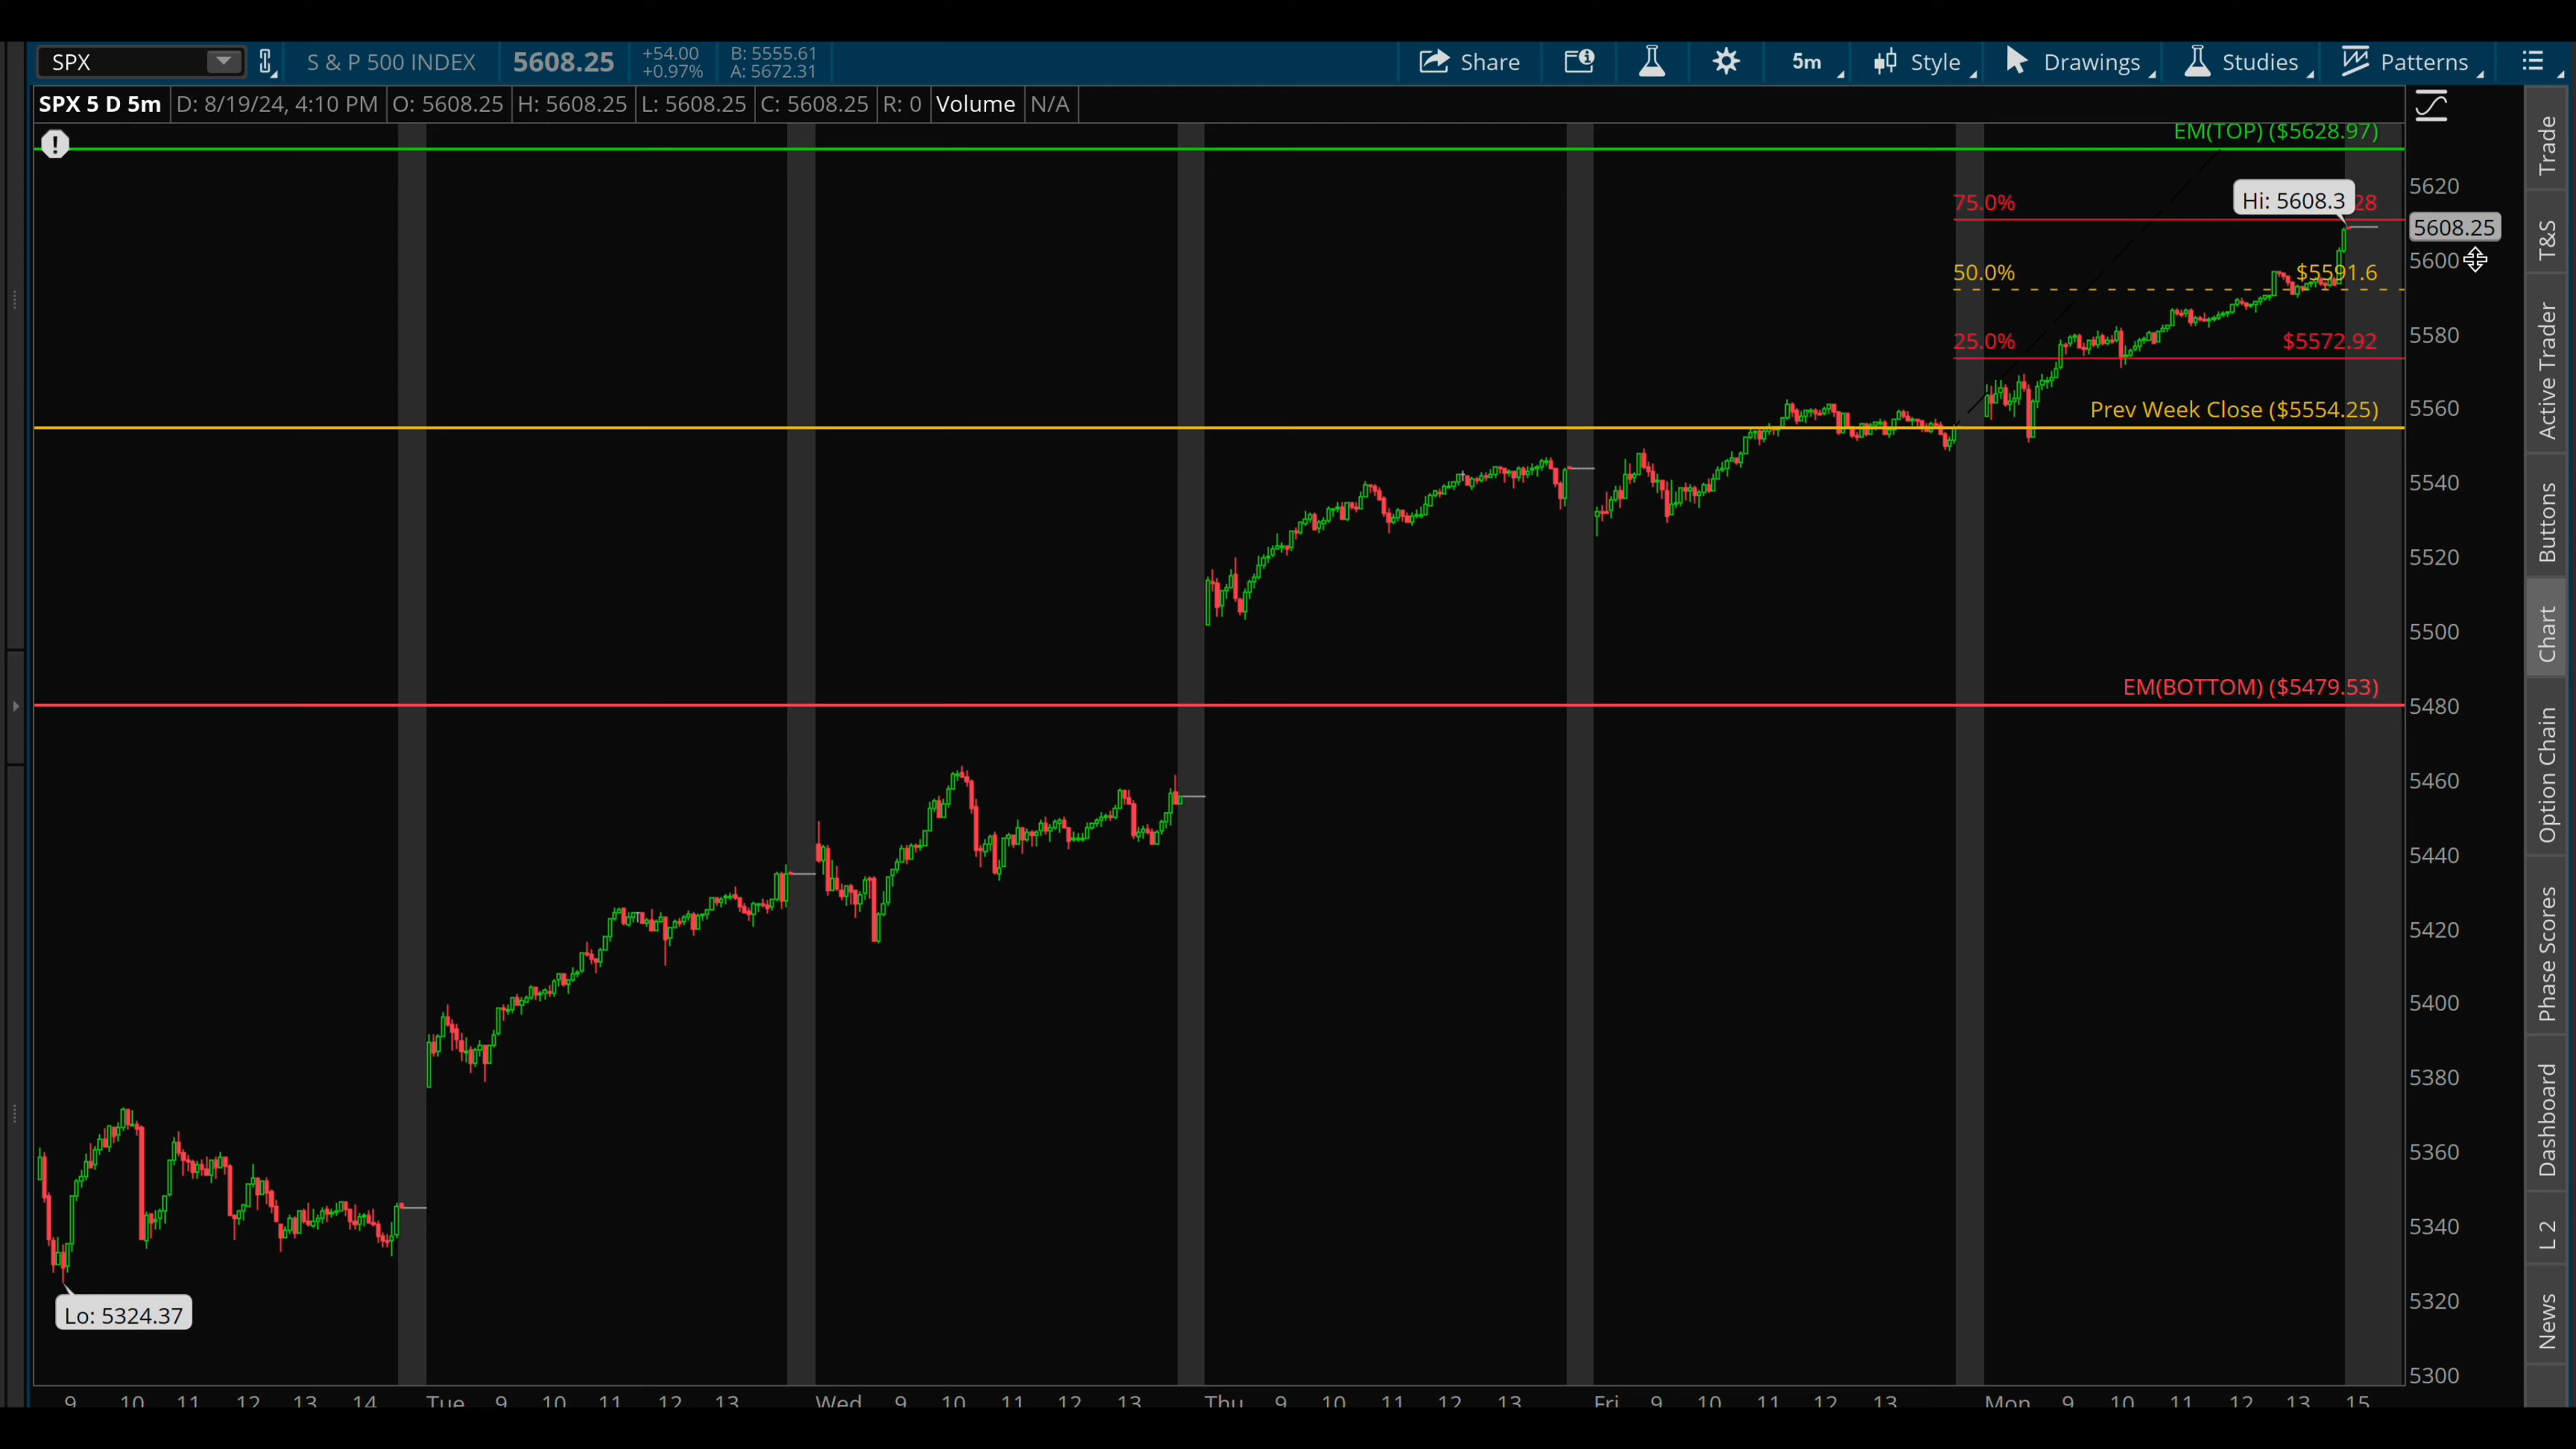 SPX S & P 500 INDEX 5608.25 +54.00 B: 5555.61 Share 5m Style Drawings Studies Patterns
+0.97% A: 5672.31
SPX 5 D 5m D: 8/19/24, 4:10 PM O: 5608.25 H: 5608.25 L: 5608.25 C: 5608.25 R: 0 Volume N/A
EM(TOP) ($5628.97)
75.0% 28
Hi: 5608.3
50.0% $5591.6
25.0% $5572.92
Prev Week Close ($5554.25)
EM(BOTTOM) ($5479.53)
Lo: 5324.37
5620
5608.25
5600
5580
5560
5540
5520
5500
5480
5460
5440
5420
5400
5380
5360
5340
5320
5300
9 10 11 12 13 14 Tue 9 10 11 12 13 Wed 9 10 11 12 13 Thu 9 10 11 12 13 Fri 9 10 11 12 13 Mon 9 10 11 12 13 15
Trade
T&S
Active Trader
Buttons
Chart
Option Chain
Phase Scores
Dashboard
L 2
News